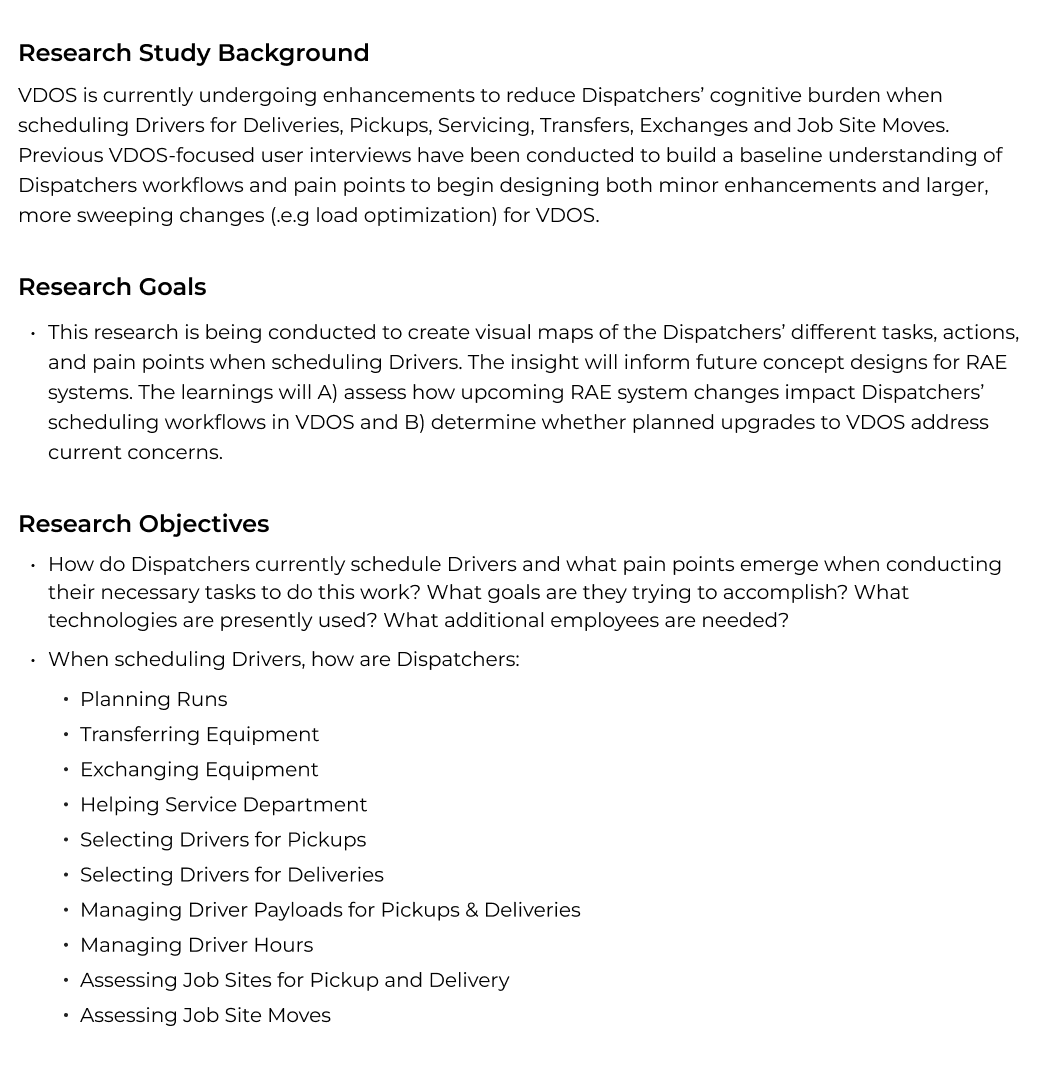 Research Study Background
VDOS is currently undergoing enhancements to reduce Dispatchers’ cognitive burden when
scheduling Drivers for Deliveries, Pickups, Servicing, Transfers, Exchanges and Job Site Moves.
Previous VDOS-focused user interviews have been conducted to build a baseline understanding of
Dispatchers workflows and pain points to begin designing both minor enhancements and larger,
more sweeping changes (.e.g load optimization) for VDOS.
Research Goals
• This research is being conducted to create visual maps of the Dispatchers’ different tasks, actions,
and pain points when scheduling Drivers. The insight will inform future concept designs for RAE
systems. The learnings will A) assess how upcoming RAE system changes impact Dispatchers’
scheduling workflows in VDOS and B) determine whether planned upgrades to VDOS address
current concerns.
Research Objectives
• How do Dispatchers currently schedule Drivers and what pain points emerge when conducting
their necessary tasks to do this work? What goals are they trying to accomplish? What
technologies are presently used? What additional employees are needed?
• When scheduling Drivers, how are Dispatchers:
• Planning Runs
• Transferring Equipment
• Exchanging Equipment
• Helping Service Department
• Selecting Drivers for Pickups
• Selecting Drivers for Deliveries
• Managing Driver Payloads for Pickups & Deliveries
• Managing Driver Hours
• Assessing Job Sites for Pickup and Delivery
• Assessing Job Site Moves